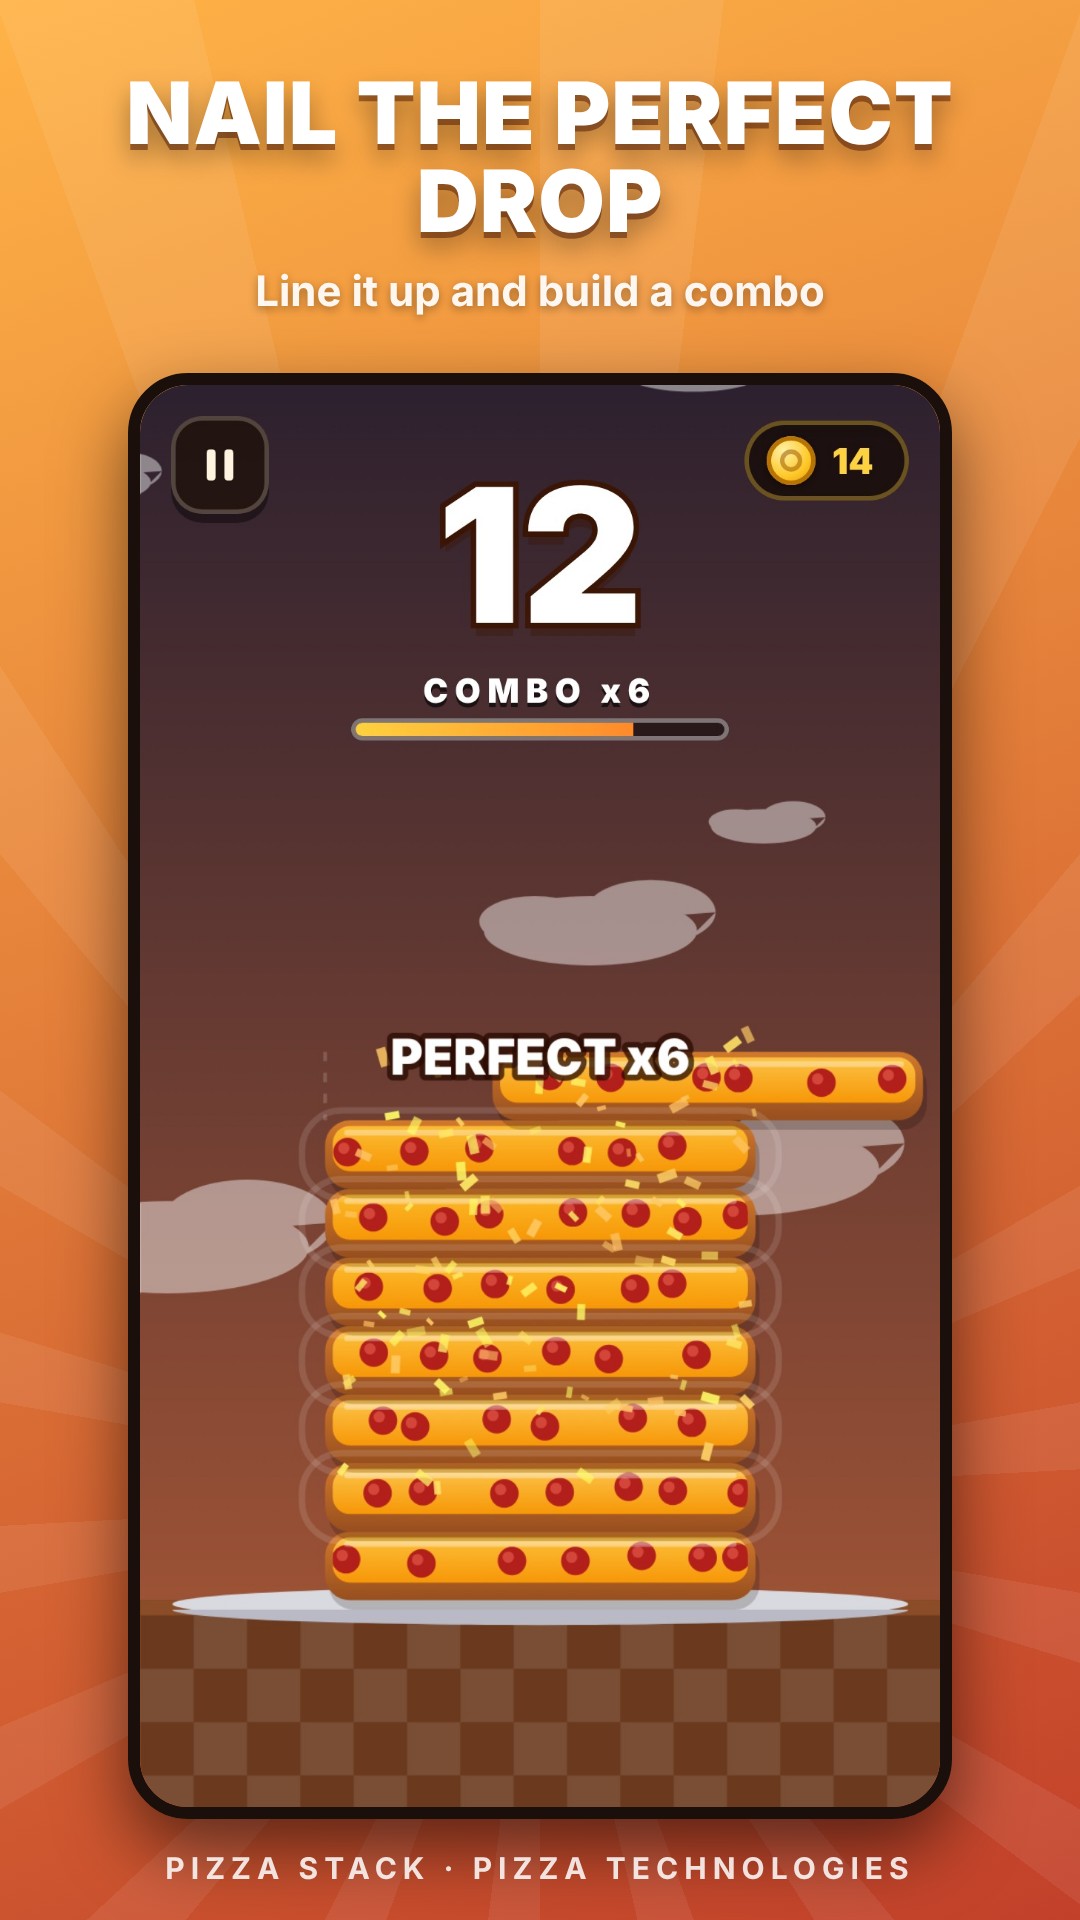 NAIL THE PERFECT
DROP
Line it up and build a combo
14
12
COMBO x6
PERFECT x6
PIZZA STACK · PIZZA TECHNOLOGIES